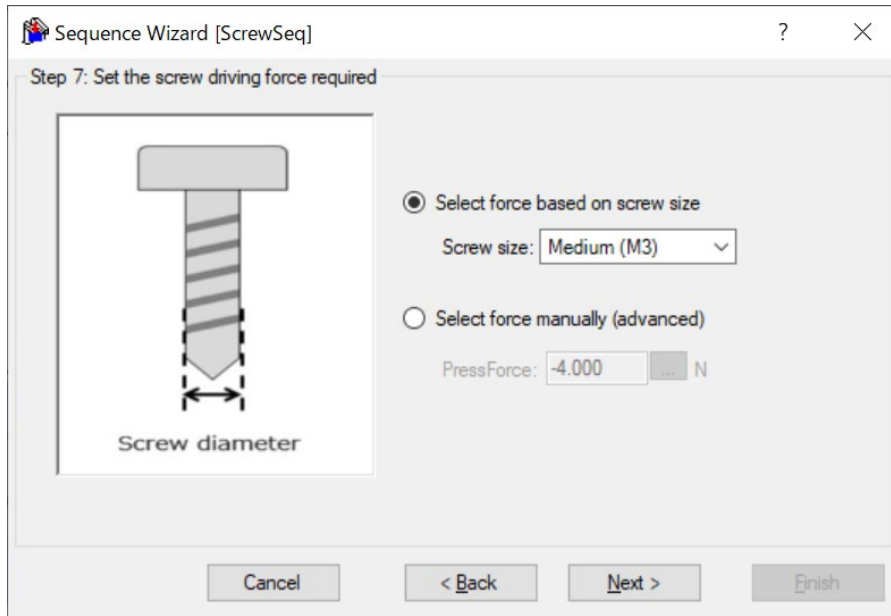 Sequence Wizard [ScrewSeq]
?
Step 7: Set the screw driving force required
Select force based on screw size
Screw size: Medium (M3)
Select force manually (advanced)
PressForce: -4.000 ... N
Screw diameter
Cancel
< Back
Next >
Finish